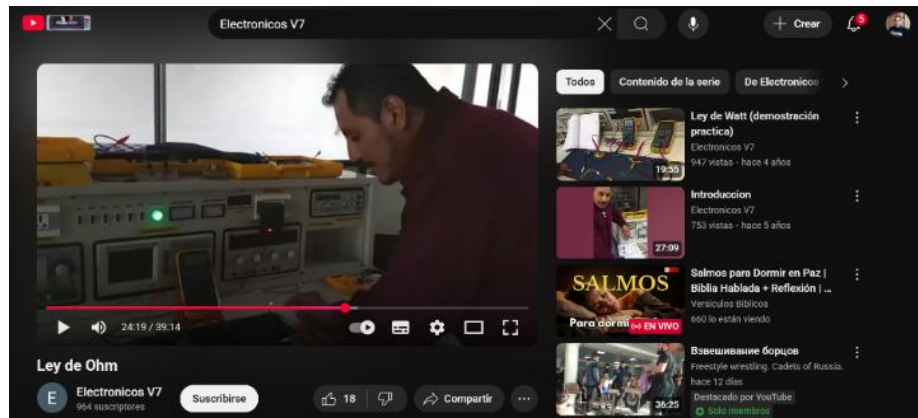 Electronicos V7
Crear
5
Todos
Contenido de la serie
De Electronicos
Ley de Watt (demostración
practica)
Electronicos V7
947 vistas · hace 4 años
19:55
Introduccion
Electronicos V7
753 vistas · hace 5 años
27:09
SALMOS
Para dormi
EN VIVO
Salmos para Dormir en Paz |
Biblia Hablada + Reflexión | ...
Versiculos Bíblicos
660 lo están viendo
24:19 / 39:14
Взвешивание борцов
Freestyle wrestling. Cadets of Russia.
hace 12 días
Destacado por YouTube
Solo miembros
36:25
Ley de Ohm
E
Electronicos V7
964 suscriptores
Suscribirse
18
Compartir